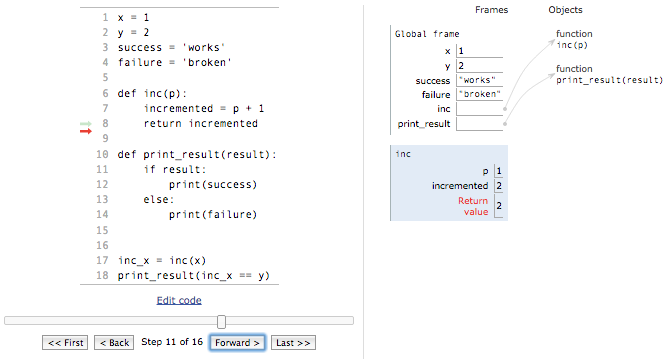 1 x = 1
2 y = 2
3 success = 'works'
4 failure = 'broken'
5
6 def inc(p):
7     incremented = p + 1
8     return incremented
9
10 def print_result(result):
11     if result:
12         print(success)
13     else:
14         print(failure)
15
16
17 inc_x = inc(x)
18 print_result(inc_x == y)
Edit code
<< First < Back Step 11 of 16 Forward > Last >>
Frames Objects
Global frame
x 1
y 2
success "works"
failure "broken"
inc
print_result
function
inc(p)
function
print_result(result)
inc
p 1
incremented 2
Return
value 2